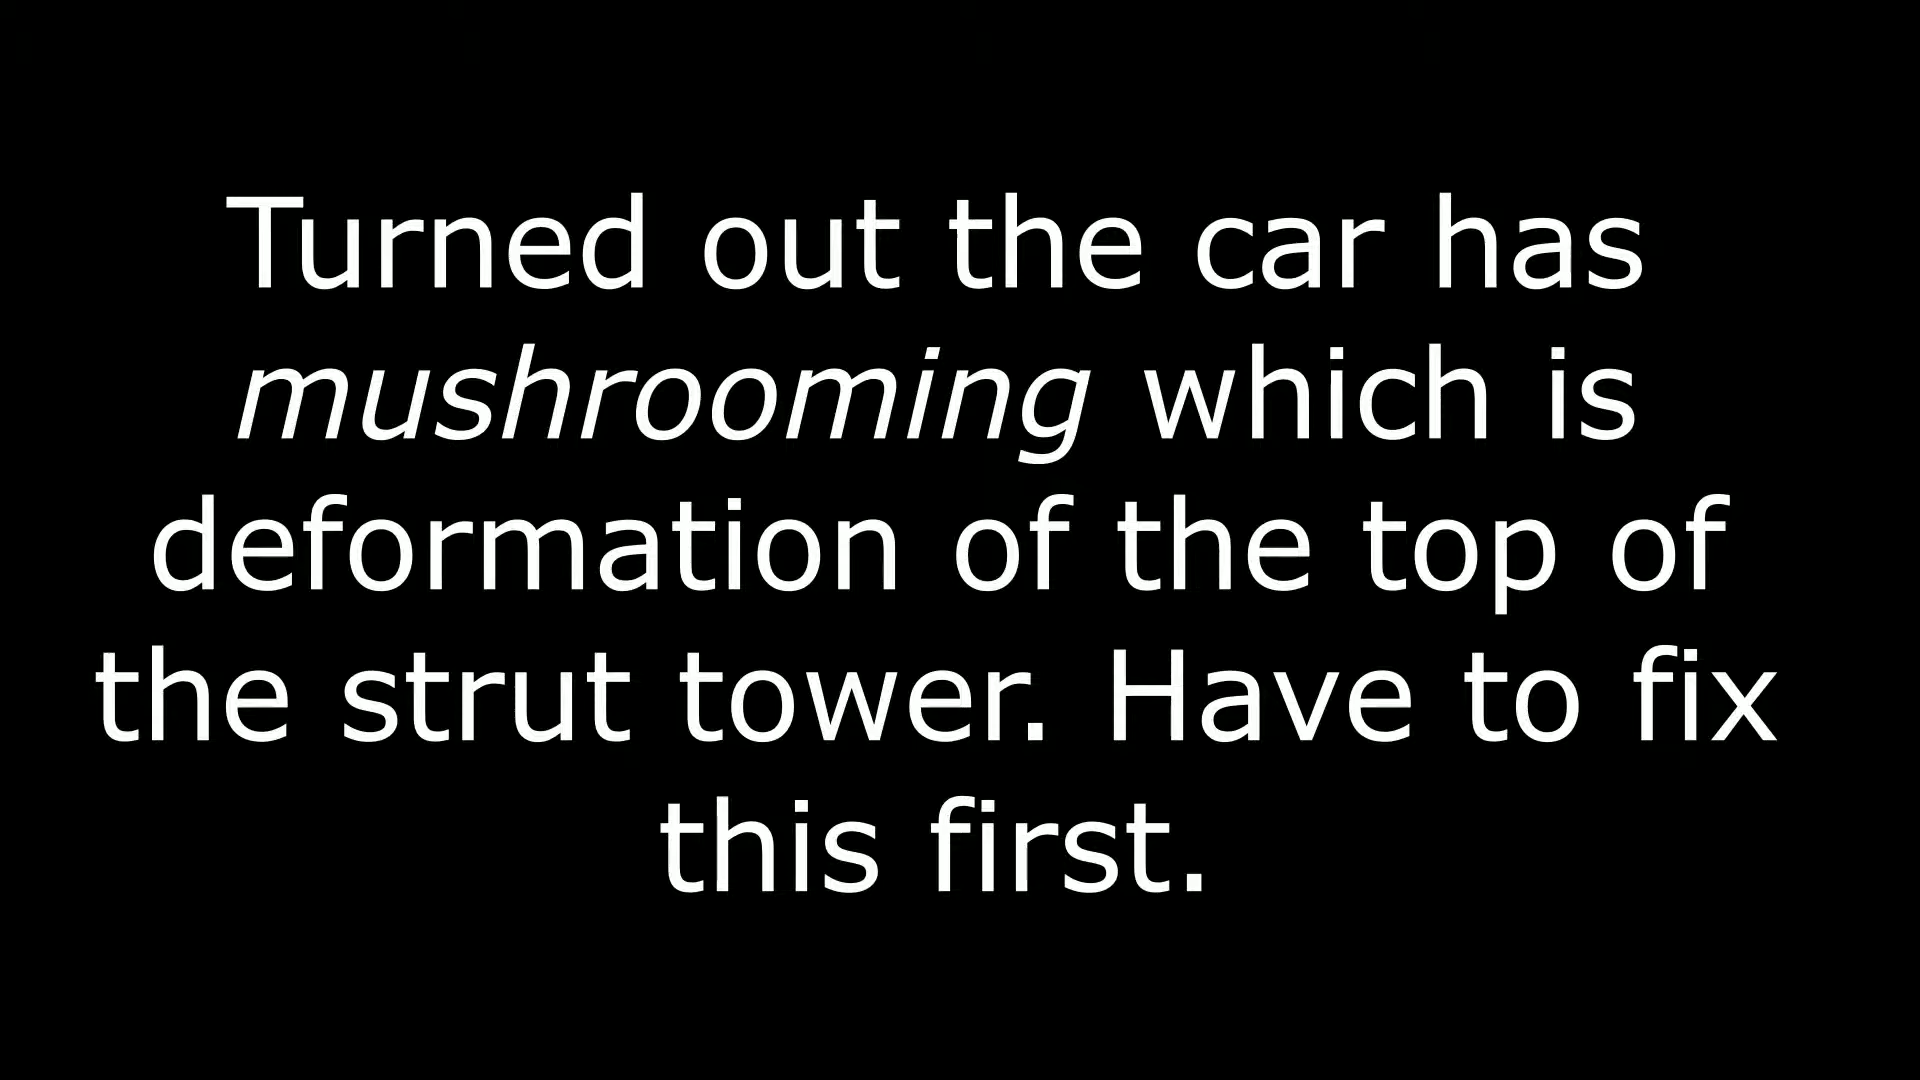 Turned out the car has
mushrooming which is
deformation of the top of
the strut tower. Have to fix
this first.